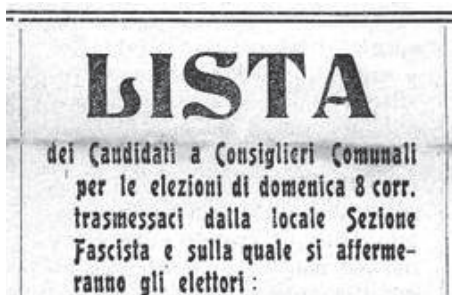 LISTA
dei Candidati a Consiglieri Comunali
per le elezioni di domenica 8 corr.
trasmessaci dalla locale Sezione
Fascista e sulla quale si afferme-
ranno gli elettori :